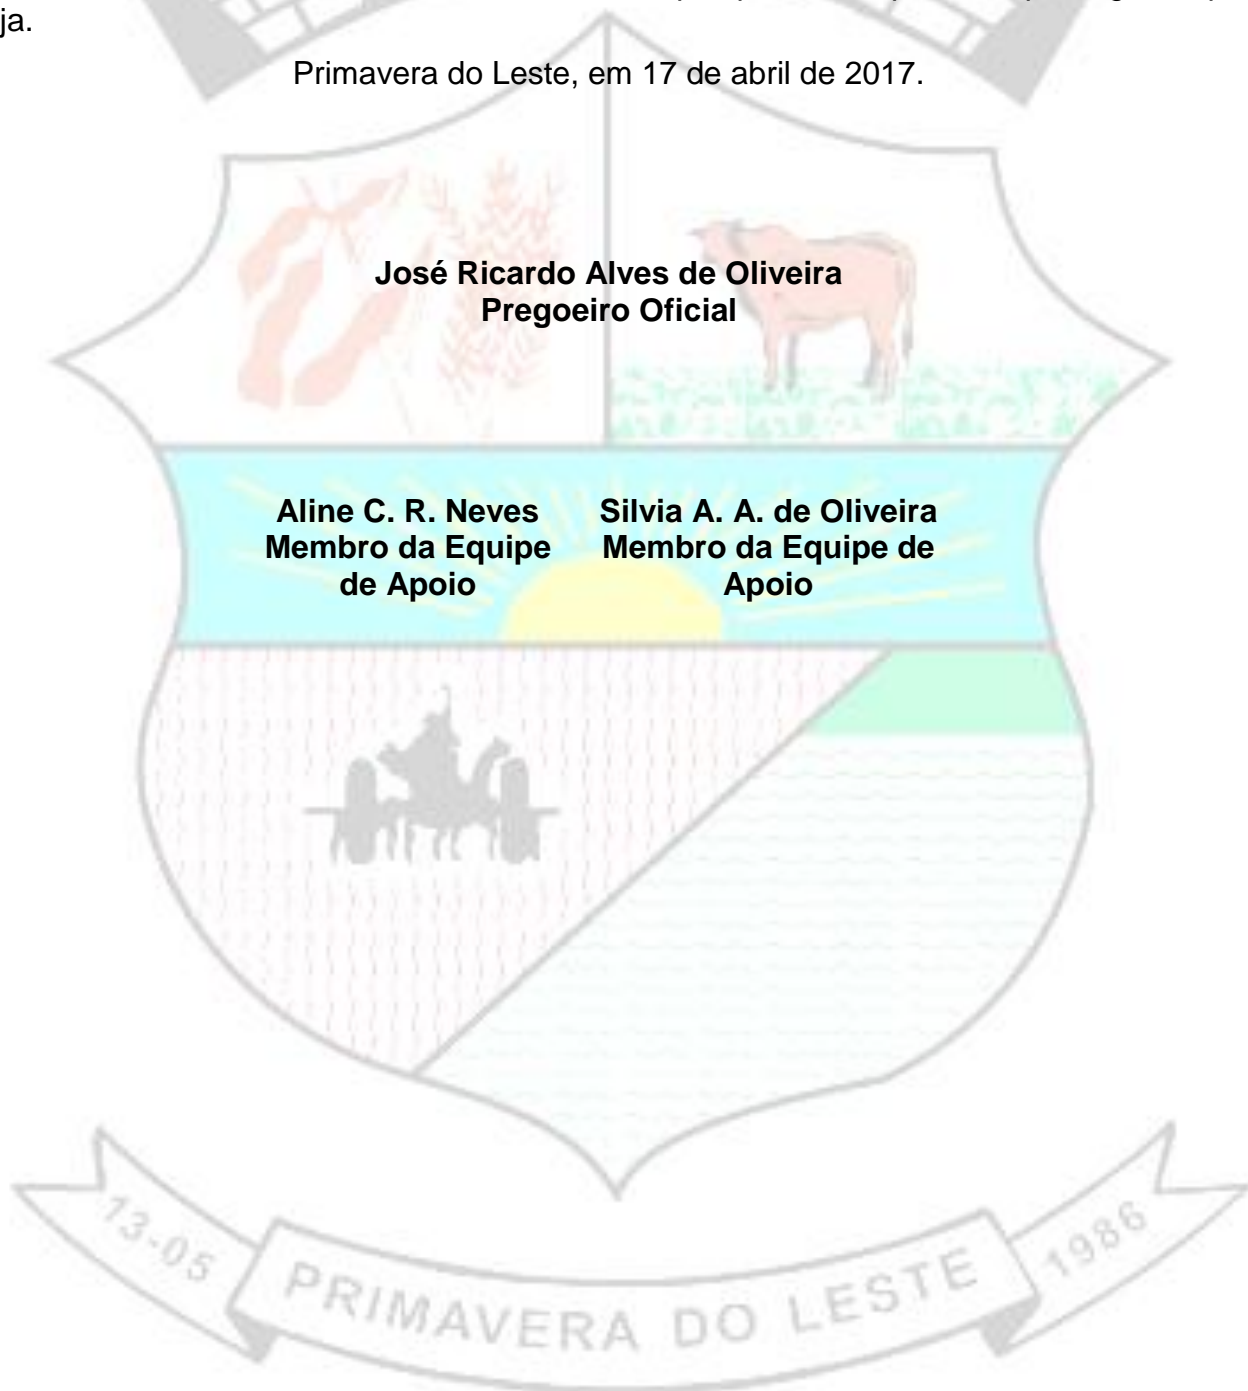 ja.
Primavera do Leste, em 17 de abril de 2017.
José Ricardo Alves de Oliveira
Pregoeiro Oficial
Aline C. R. Neves Silvia A. A. de Oliveira
Membro da Equipe Membro da Equipe de
de Apoio Apoio
13-05 PRIMAVERA DO LESTE 1986